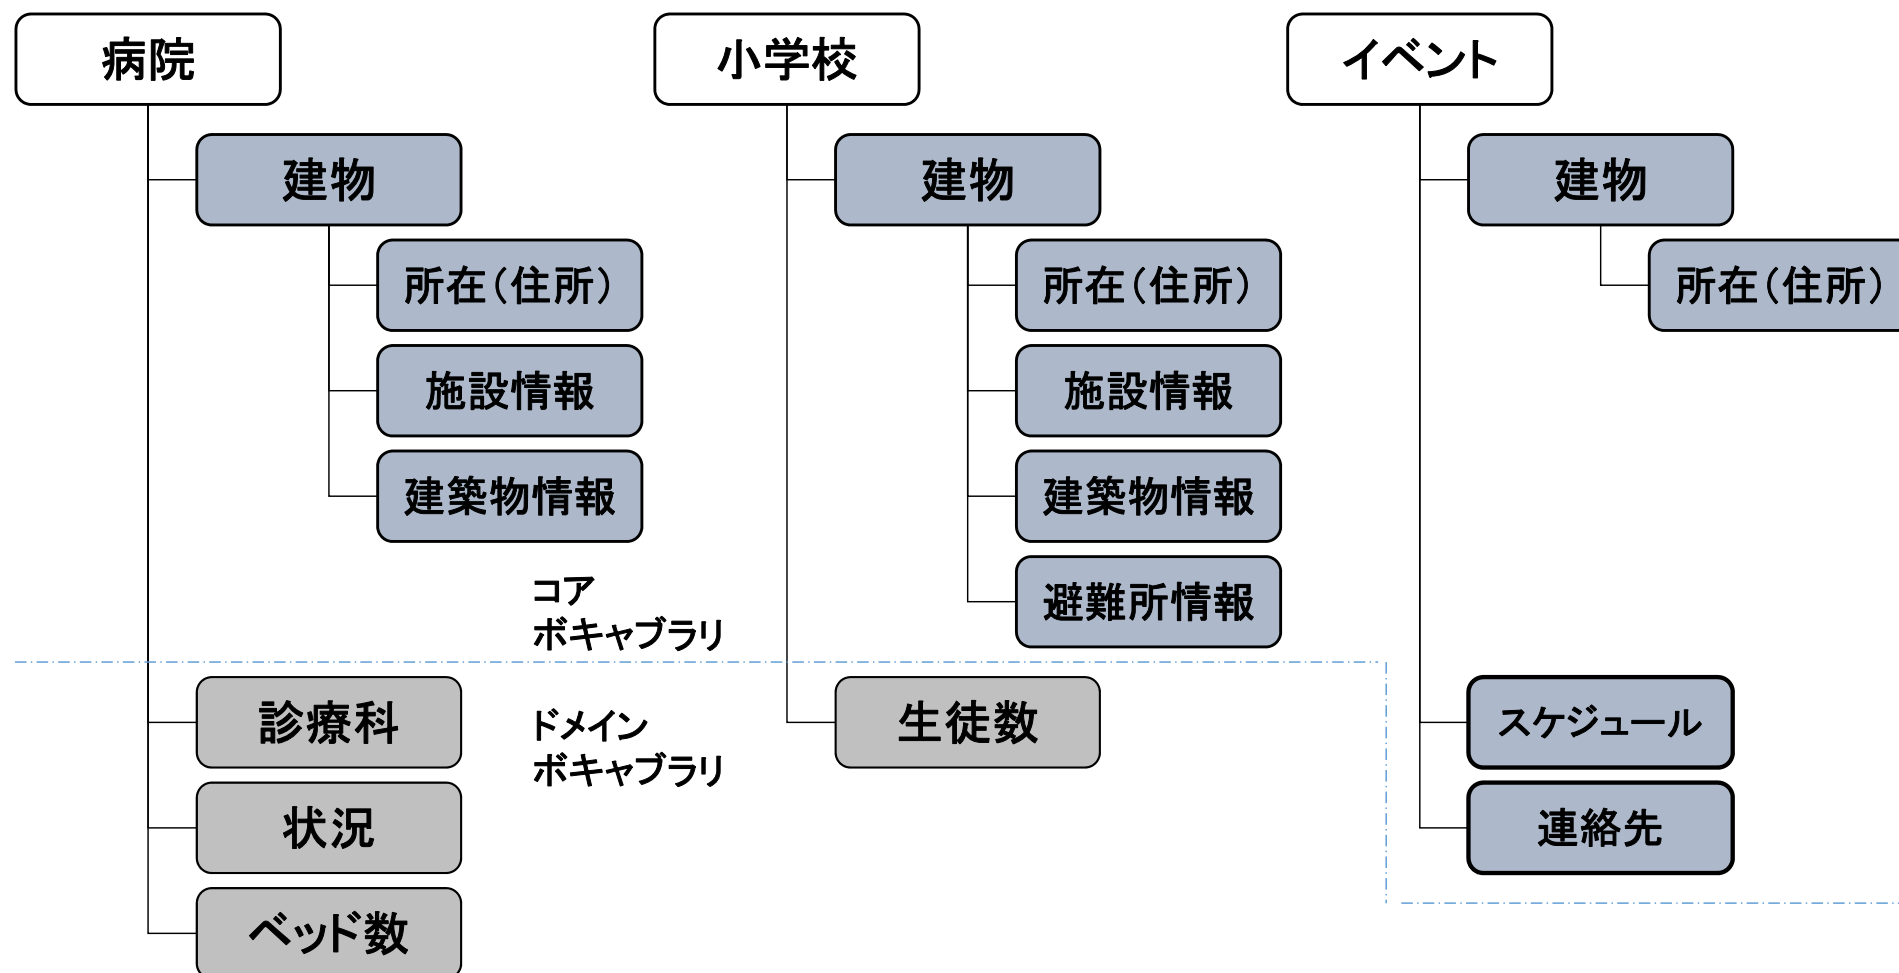 病院
建物
所在（住所）
施設情報
建築物情報
診療科
状況
ベッド数
コア
ボキャブラリ
ドメイン
ボキャブラリ
小学校
建物
所在（住所）
施設情報
建築物情報
避難所情報
生徒数
イベント
建物
所在（住所）
スケジュール
連絡先